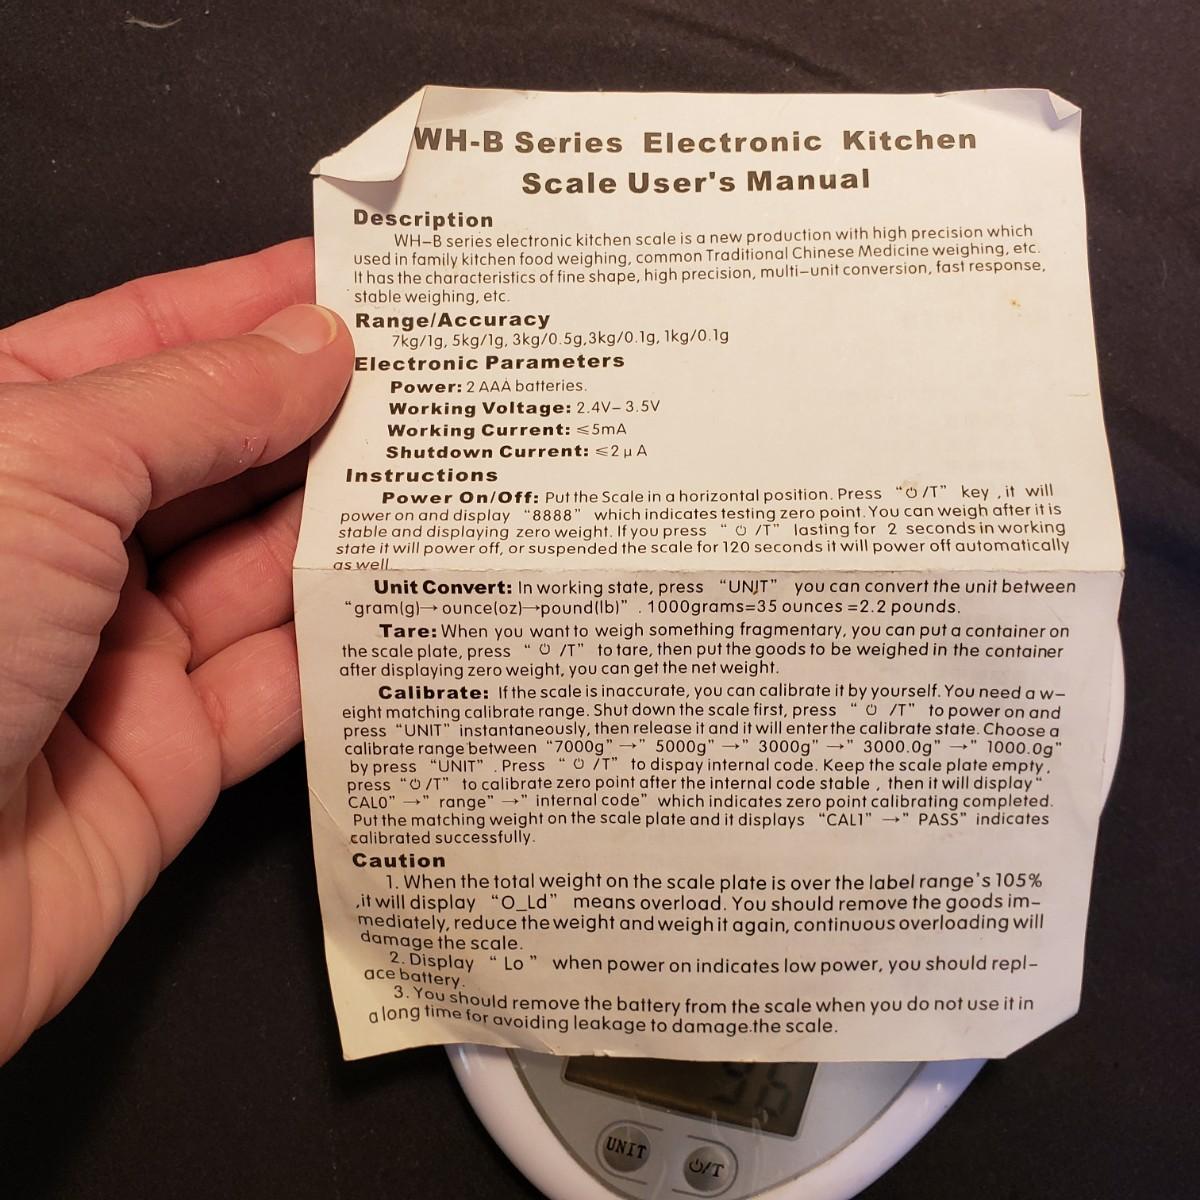 WH-B Series Electronic Kitchen
Scale User's Manual
Description
WH-B series electronic kitchen scale is a new production with high precision which
used in family kitchen food weighing, common Traditional Chinese Medicine weighing, etc.
It has the characteristics of fine shape, high precision, multi-unit conversion, fast response,
stable weighing, etc.
Range/Accuracy
7kg/1g, 5kg/1g, 3kg/0.5g,3kg/0.1g, 1kg/0.1g
Electronic Parameters
Power: 2 AAA batteries.
Working Voltage: 2.4V-3.5V
Working Current: ≤5mA
Shutdown Current: ≤2μA
Instructions
Power On/Off: Put the Scale in a horizontal position. Press “⏻/T” key , it will
power on and display “8888” which indicates testing zero point. You can weigh after it is
stable and displaying zero weight. If you press “ ⏻ /T” lasting for 2 seconds in working
state it will power off, or suspended the scale for 120 seconds it will power off automatically
as well.
Unit Convert: In working state, press “UNIT” you can convert the unit between
“gram(g)→ounce(oz)→pound(lb)” . 1000grams=35 ounces =2.2 pounds.
Tare: When you want to weigh something fragmentary, you can put a container on
the scale plate, press “ ⏻ /T” to tare, then put the goods to be weighed in the container
after displaying zero weight, you can get the net weight.
Calibrate: If the scale is inaccurate, you can calibrate it by yourself. You need a w-
eight matching calibrate range. Shut down the scale first, press “ ⏻ /T” to power on and
press “UNIT” instantaneously, then release it and it will enter the calibrate state. Choose a
calibrate range between “7000g” →” 5000g” →” 3000g” →” 3000.0g” →” 1000.0g”
by press “UNIT” . Press “ ⏻ /T” to dispay internal code. Keep the scale plate empty,
press “⏻/T” to calibrate zero point after the internal code stable , then it will display “
CAL0” →” range” →” internal code” which indicates zero point calibrating completed.
Put the matching weight on the scale plate and it displays “CAL1” →” PASS” indicates
calibrated successfully.
Caution
1. When the total weight on the scale plate is over the label range's 105%
,it will display “O_Ld” means overload. You should remove the goods im-
mediately, reduce the weight and weigh it again, continuous overloading will
damage the scale.
2. Display “ Lo ” when power on indicates low power, you should repl-
ace battery.
3. You should remove the battery from the scale when you do not use it in
a long time for avoiding leakage to damage.the scale.
UNIT
⏻/T